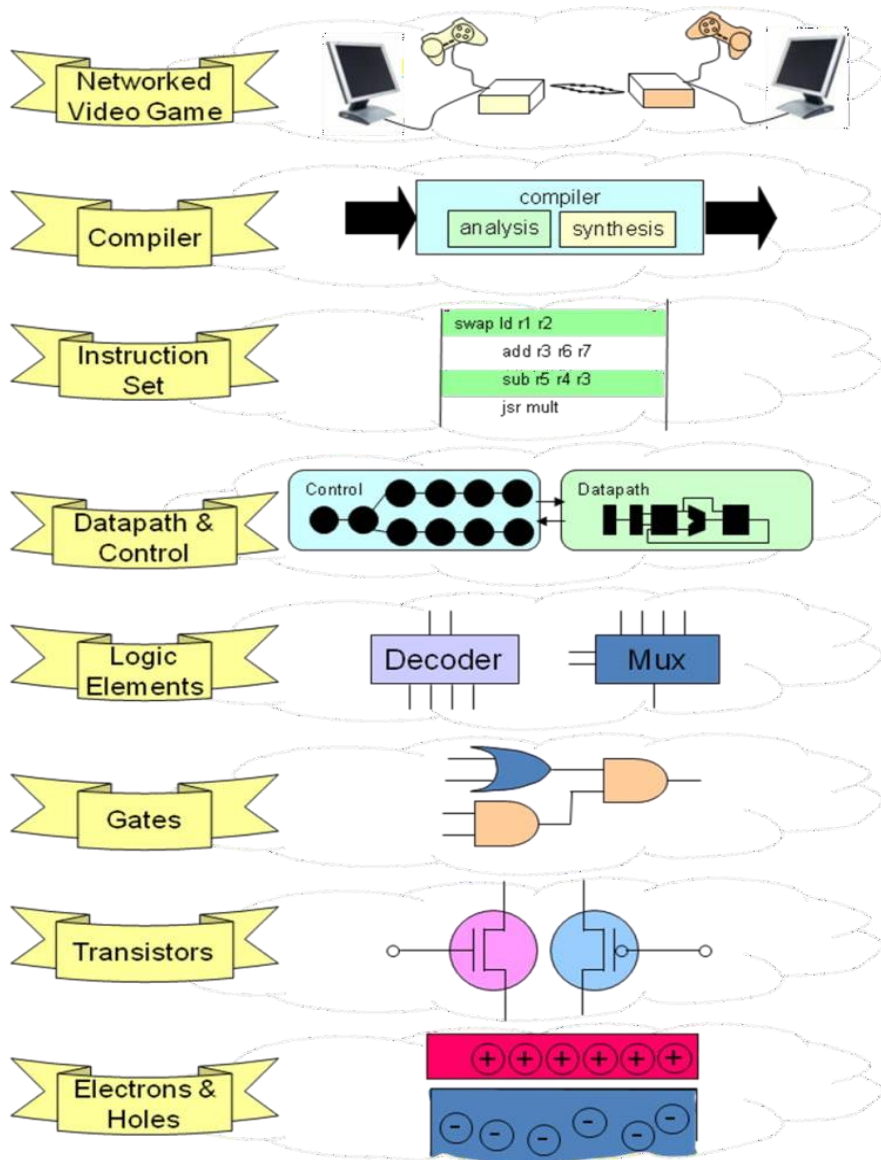 Networked
Video Game
Compiler
compiler
analysis synthesis
Instruction
Set
swap ld r1 r2
add r3 r6 r7
sub r5 r4 r3
jsr mult
Datapath &
Control
Control
Datapath
Logic
Elements
Decoder
Mux
Gates
Transistors
Electrons &
Holes
+ + + + + +
- - - - - -